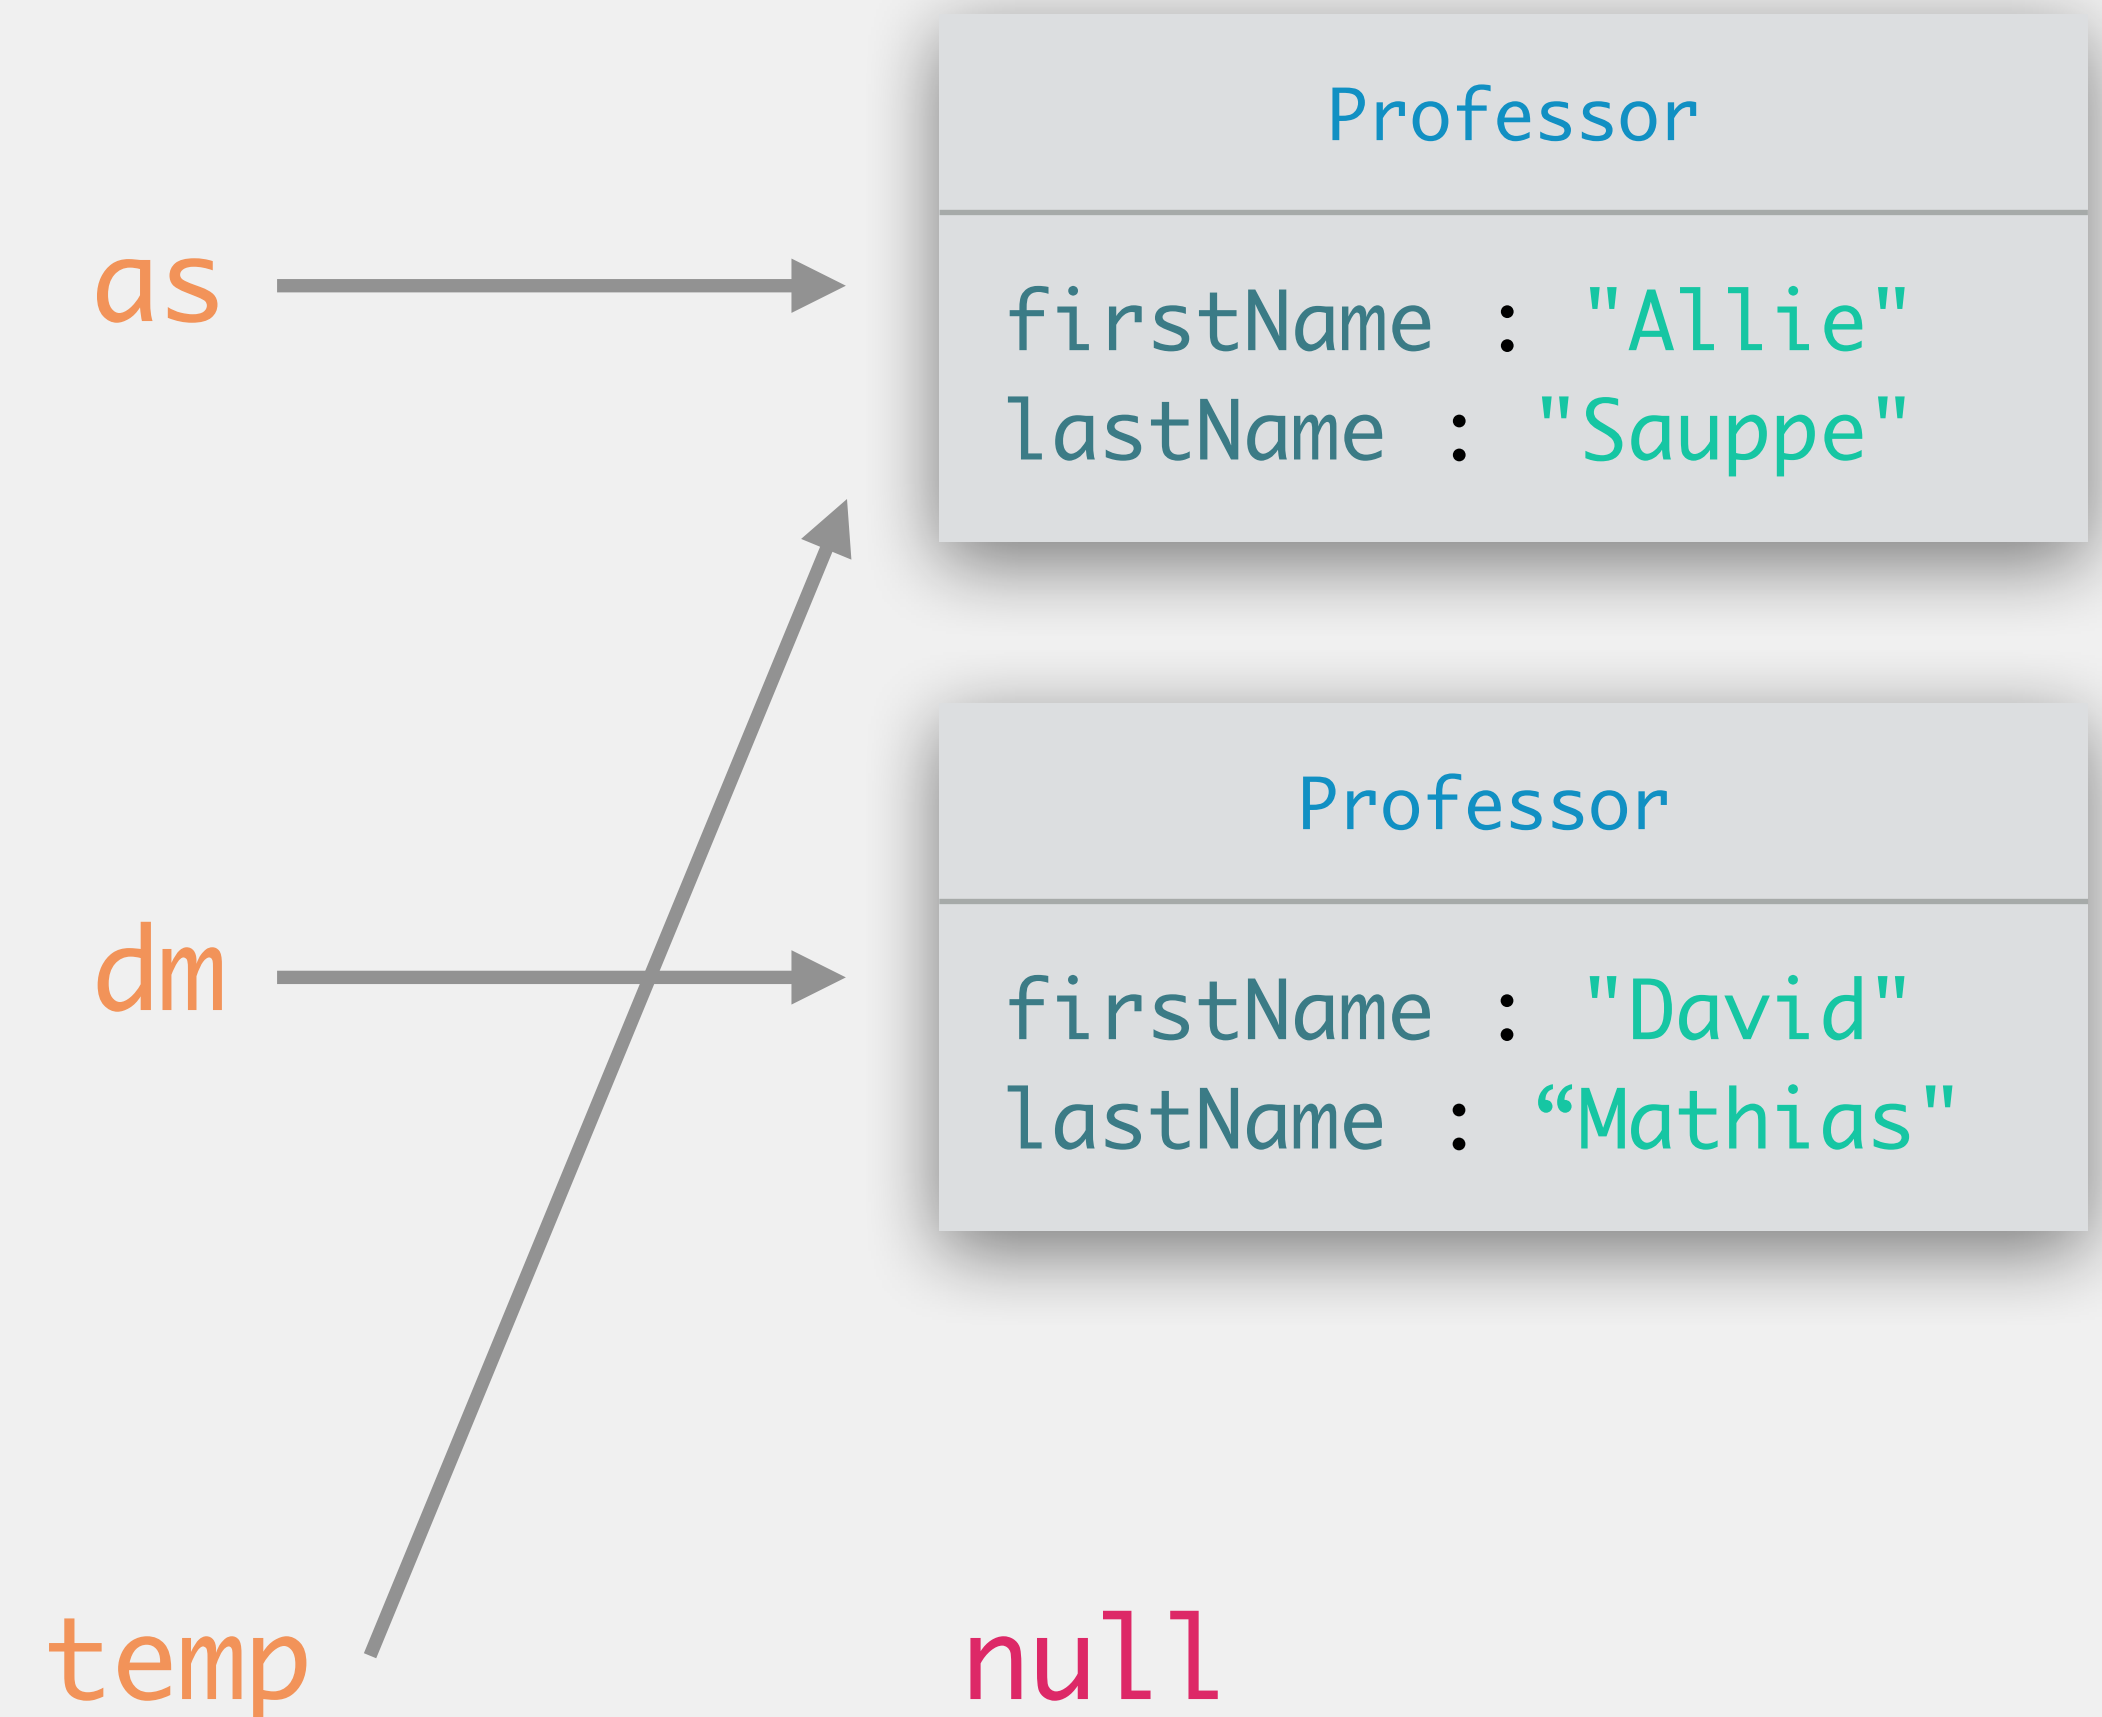 Professor
as
firstName : "Allie"
lastName : "Sauppe"
Professor
dm
firstName : "David"
lastName : “Mathias"
temp
null